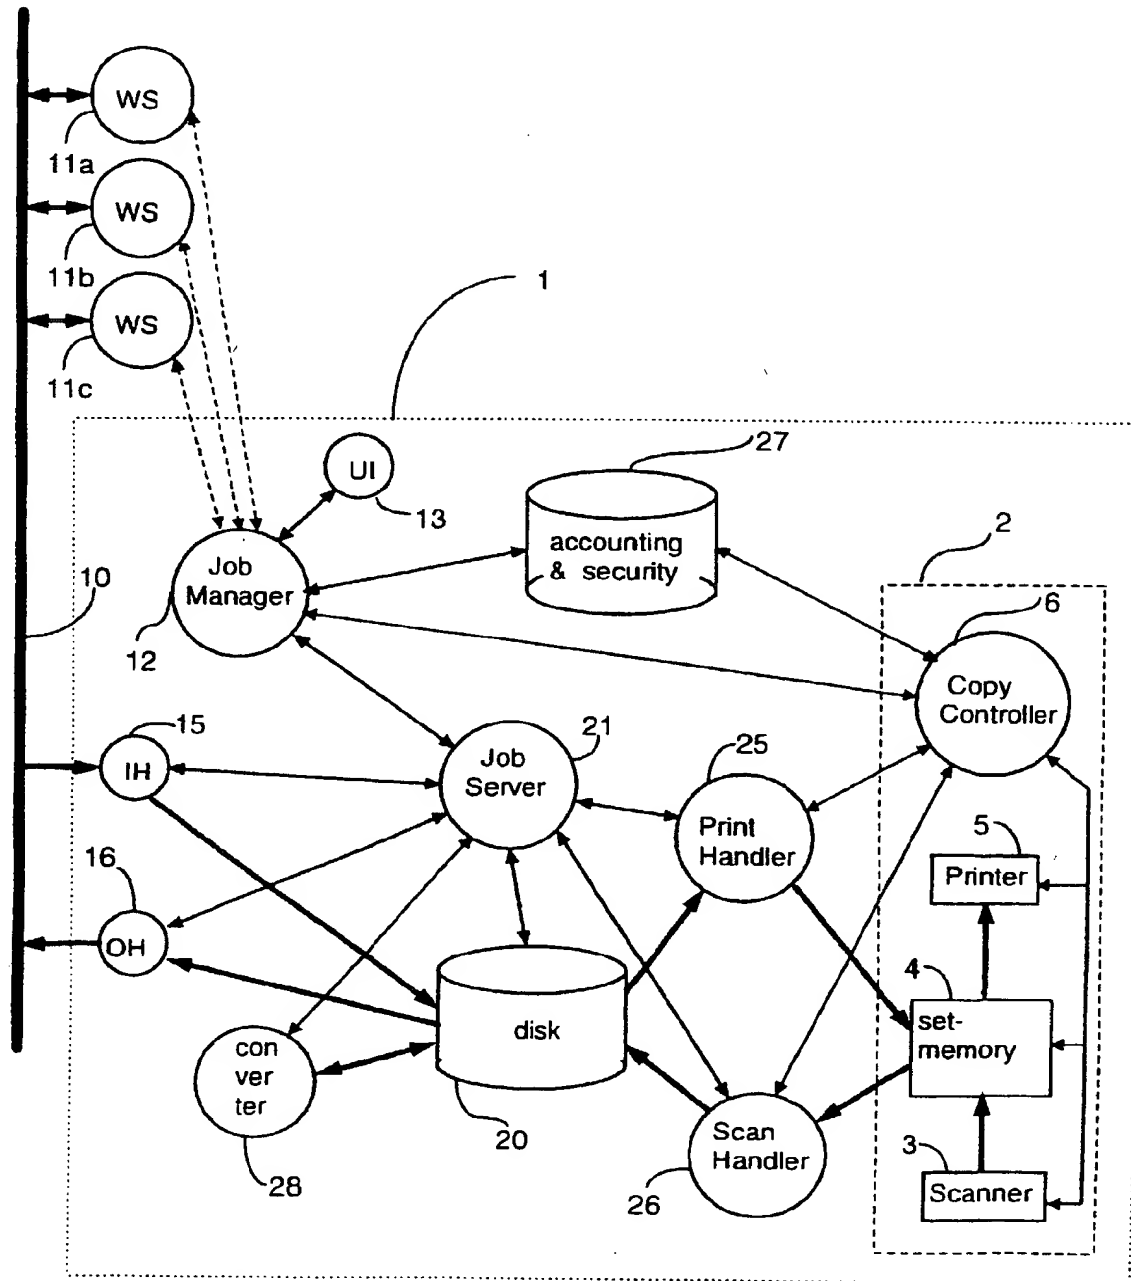 WS
11a
WS
11b
WS
11c
1
UI
13
27
accounting
& security
2
Job
Manager
10
12
6
Copy
Controller
15
IH
Job
Server
21
25
Print
Handler
5
Printer
16
OH
4
set-
memory
disk
con
ver
ter
20
28
Scan
Handler
26
3
Scanner